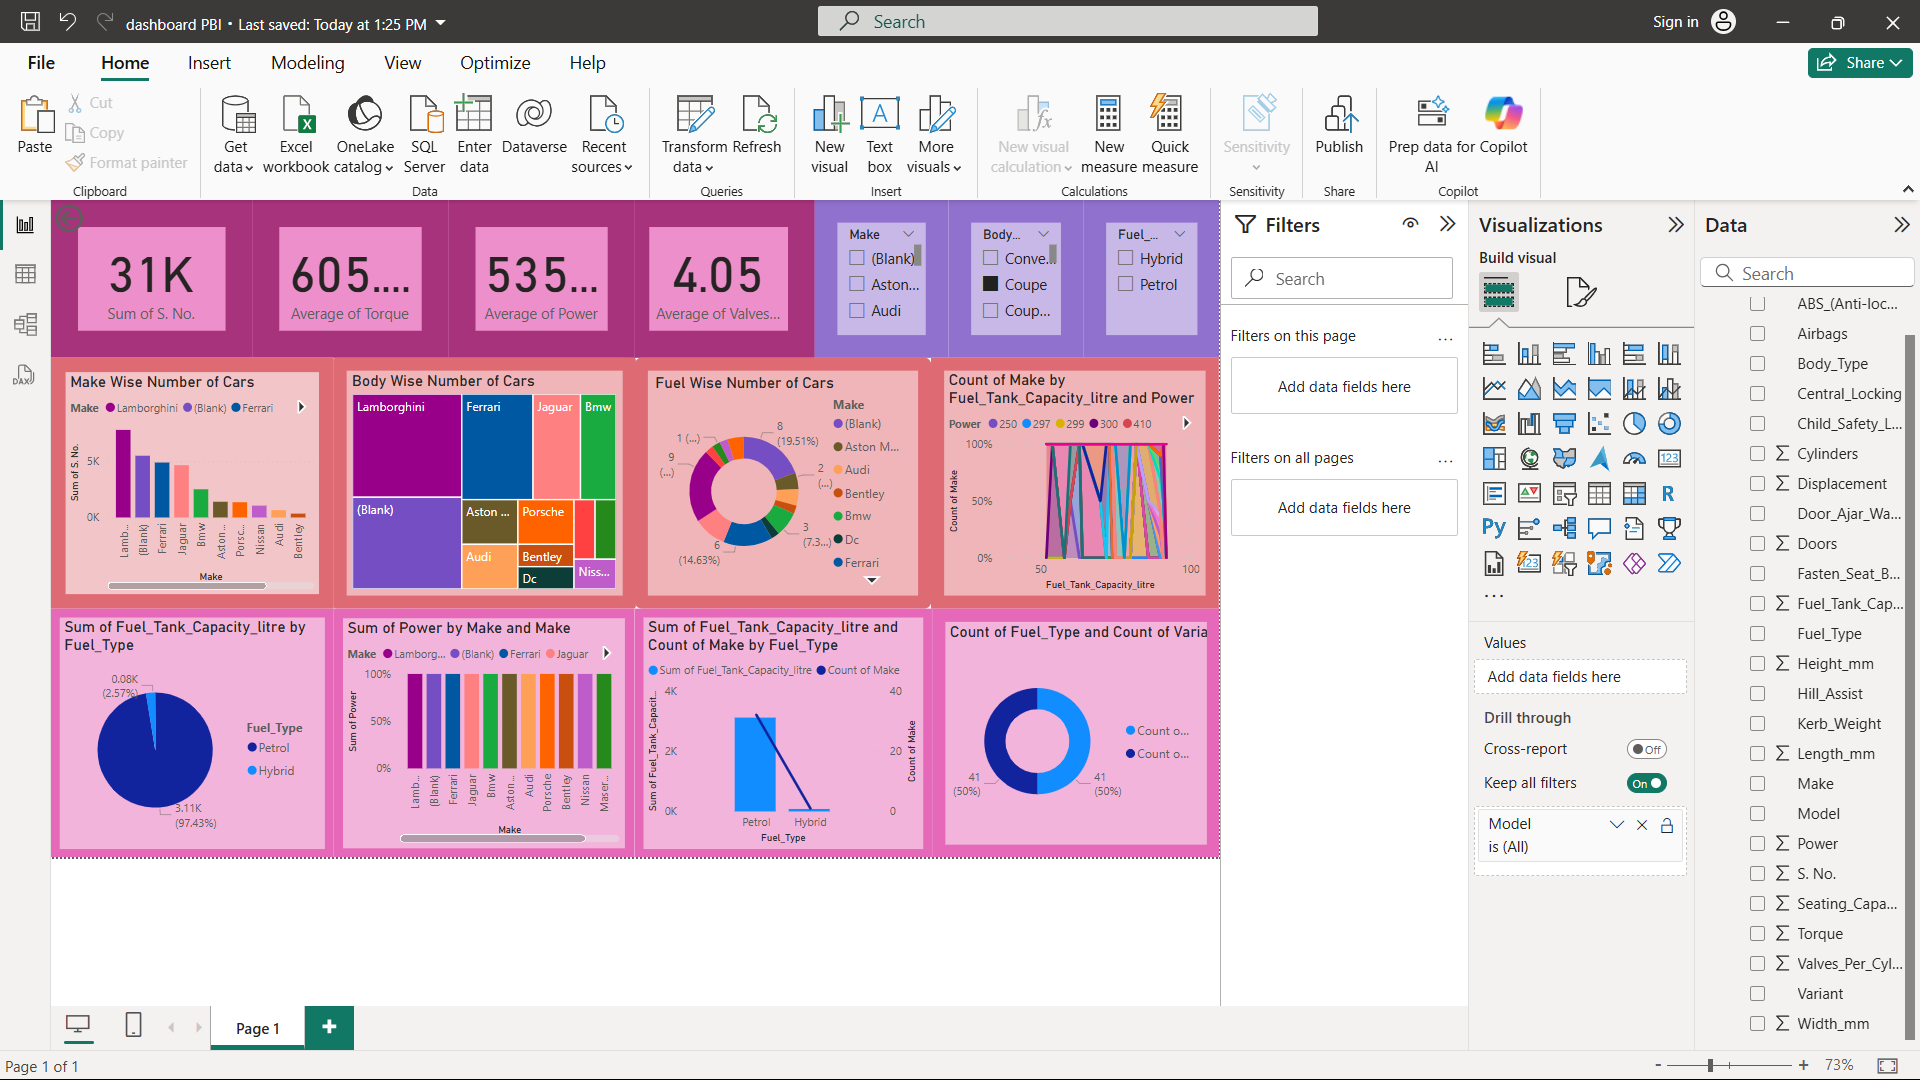 dashboard PBI • Last saved: Today at 1:25 PM
Search
Sign in
File
Home
Insert
Modeling
View
Optimize
Help
Share
Paste
Cut
Copy
Format painter
Clipboard
Get data
Excel workbook
OneLake catalog
SQL Server
Enter data
Dataverse
Recent sources
Data
Transform data
Refresh
Queries
New visual
Text box
More visuals
Insert
New visual calculation
New measure
Quick measure
Calculations
Sensitivity
Sensitivity
Publish
Share
Prep data for AI
Copilot
Copilot
31K
Sum of S. No.
605....
Average of Torque
535...
Average of Power
4.05
Average of Valves...
Make
(Blank)
Aston...
Audi
Body...
Conve...
Coupe
Coup...
Fuel_...
Hybrid
Petrol
Make Wise Number of Cars
Make Lamborghini (Blank) Ferrari
Sum of S. No.
5K
0K
Lamb...
(Blank)
Ferrari
Jaguar
Bmw
Aston ...
Porsc...
Nissan
Audi
Bentley
Make
Body Wise Number of Cars
Lamborghini
Ferrari
Jaguar
Bmw
(Blank)
Aston ...
Porsche
Audi
Bentley
Dc
Niss...
Fuel Wise Number of Cars
8
(19.51%)
2
(...)
3
(7.3...)
6
(14.63%)
9
(...)
1 (...)
Make
(Blank)
Aston M...
Audi
Bentley
Bmw
Dc
Ferrari
Count of Make by
Fuel_Tank_Capacity_litre and Power
Power 250 297 299 300 410
Count of Make
100%
50%
0%
50
100
Fuel_Tank_Capacity_litre
Sum of Fuel_Tank_Capacity_litre by
Fuel_Type
0.08K
(2.57%)
3.11K
(97.43%)
Fuel_Type
Petrol
Hybrid
Sum of Power by Make and Make
Make Lamborg... (Blank) Ferrari Jaguar
Sum of Power
100%
50%
0%
Lamb...
(Blank)
Ferrari
Jaguar
Bmw
Aston ...
Audi
Porsche
Bentley
Nissan
Maser...
Make
Sum of Fuel_Tank_Capacity_litre and
Count of Make by Fuel_Type
Sum of Fuel_Tank_Capacity_litre Count of Make
Sum of Fuel_Tank_Capacit...
4K
2K
0K
40
20
0
Count of Make
Petrol
Hybrid
Fuel_Type
Count of Fuel_Type and Count of Varia
41
(50%)
41
(50%)
Count o...
Count o...
Filters
Search
Filters on this page
...
Add data fields here
Filters on all pages
...
Add data fields here
Visualizations
Build visual
123
R
Py
123
...
Values
Add data fields here
Drill through
Cross-report
Off
Keep all filters
On
Model
is (All)
Data
Search
ABS_(Anti-loc...
Airbags
Body_Type
Central_Locking
Child_Safety_L...
Cylinders
Displacement
Door_Ajar_Wa...
Doors
Fasten_Seat_B...
Fuel_Tank_Cap...
Fuel_Type
Height_mm
Hill_Assist
Kerb_Weight
Length_mm
Make
Model
Power
S. No.
Seating_Capa...
Torque
Valves_Per_Cyl...
Variant
Width_mm
DAX
Page 1
+
Page 1 of 1
- + 73%